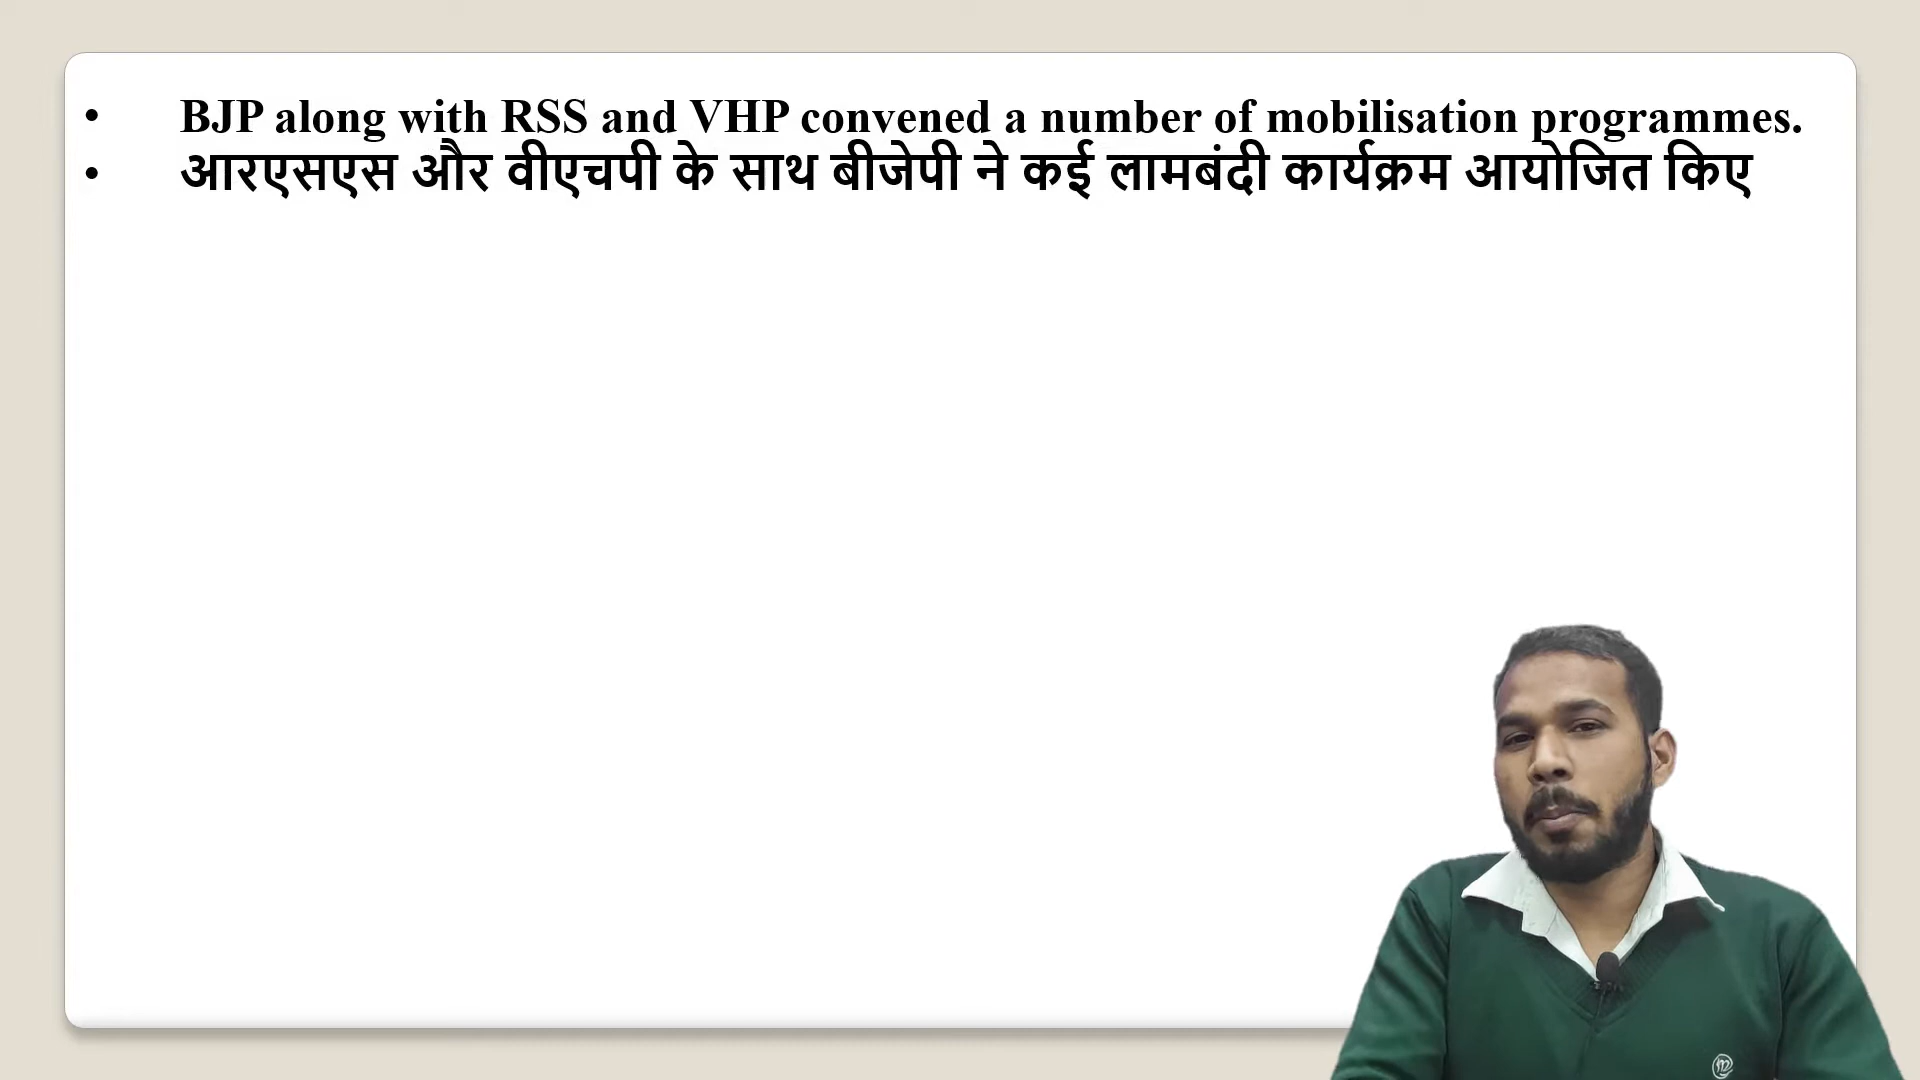 • BJP along with RSS and VHP convened a number of mobilisation programmes.
• आरएसएस और वीएचपी के साथ बीजेपी ने कई लामबंदी कार्यक्रम आयोजित किए